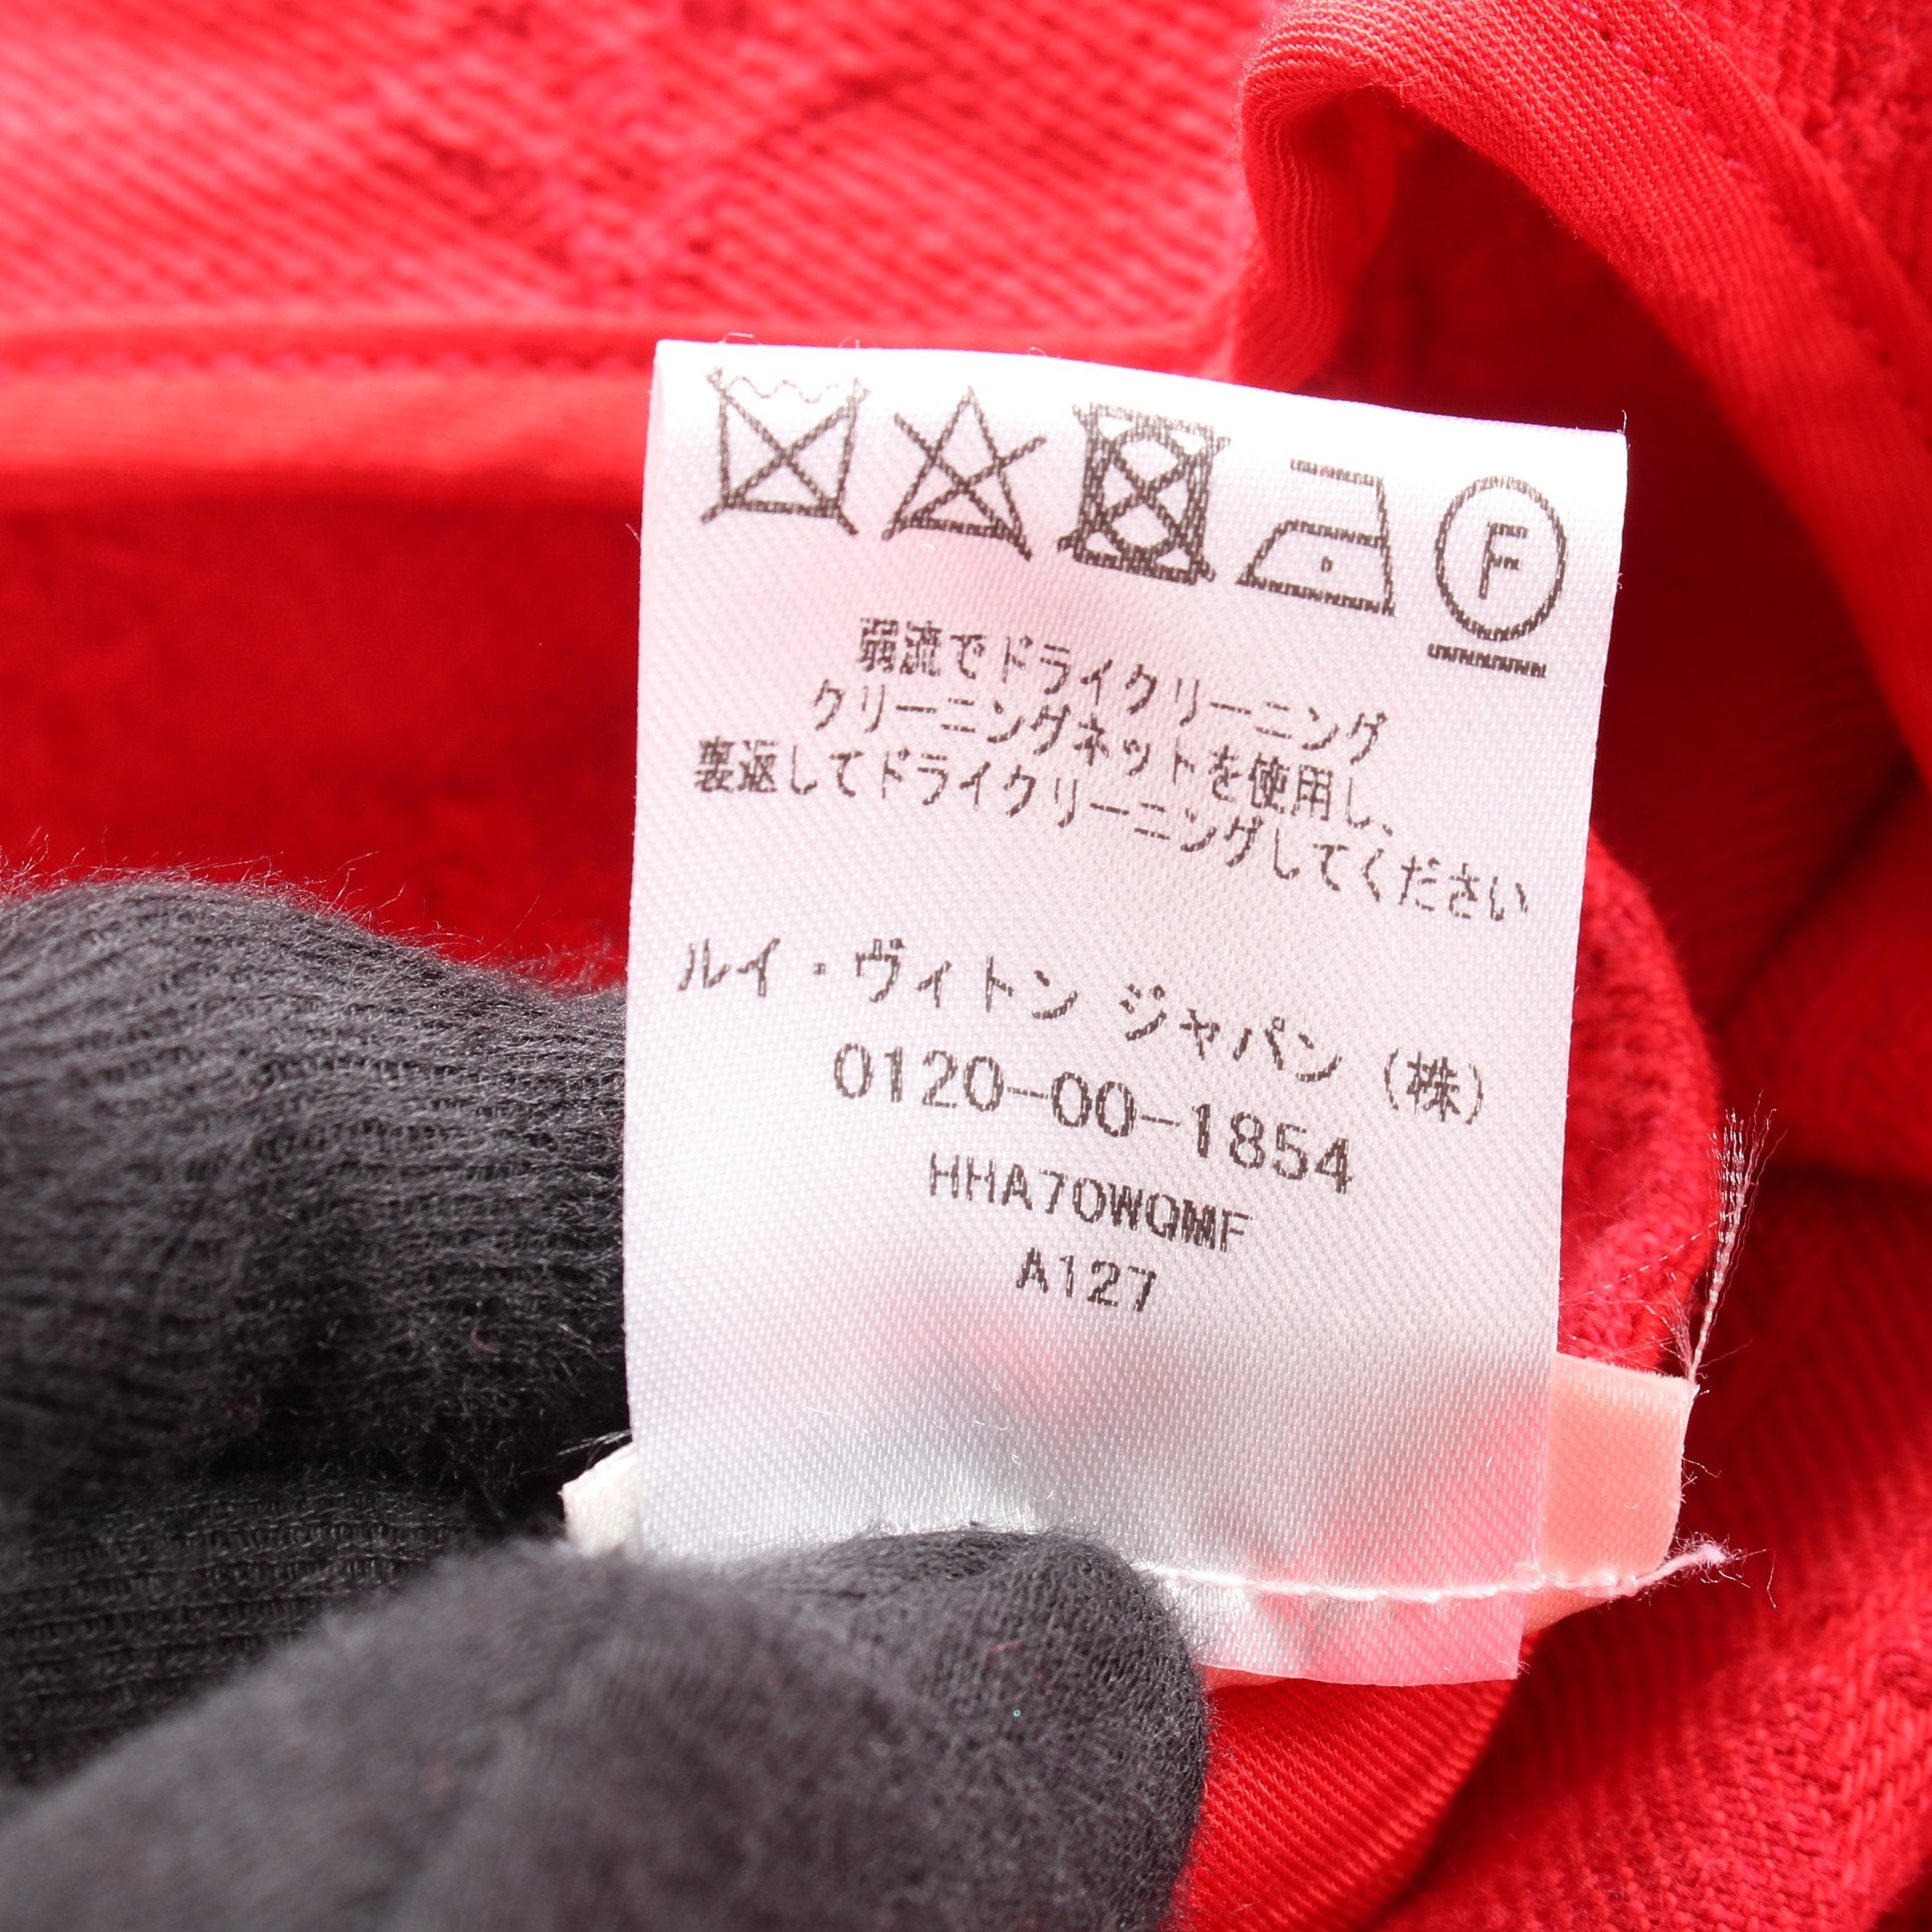 F
弱流でドライクリーニング
クリーニングネットを使用し、
裏返してドライクリーニングしてください
ルイ・ヴィトン ジャパン (株)
0120-00-1854
HHA70WQMF
A127